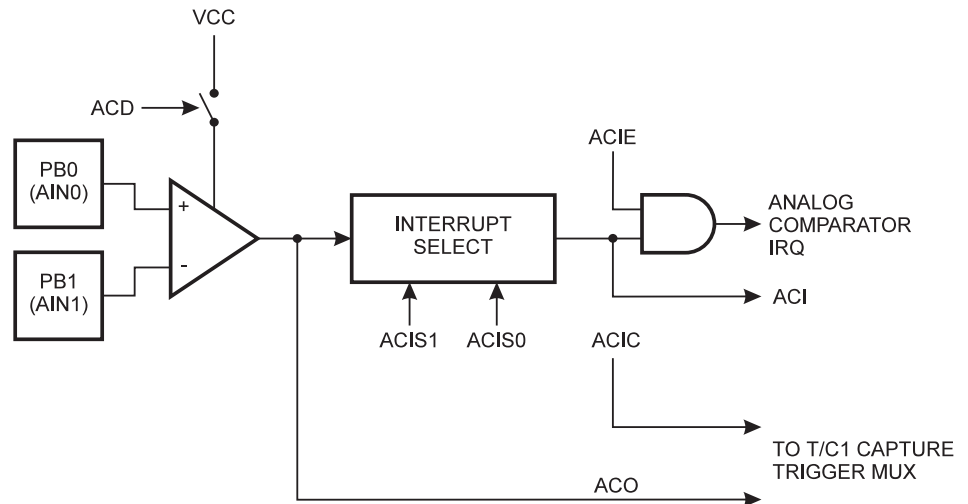 VCC
ACD
PB0
(AIN0)
+
-
PB1
(AIN1)
INTERRUPT
SELECT
ACIS1
ACIS0
ACIE
ANALOG
COMPARATOR
IRQ
ACI
ACIC
TO T/C1 CAPTURE
TRIGGER MUX
ACO